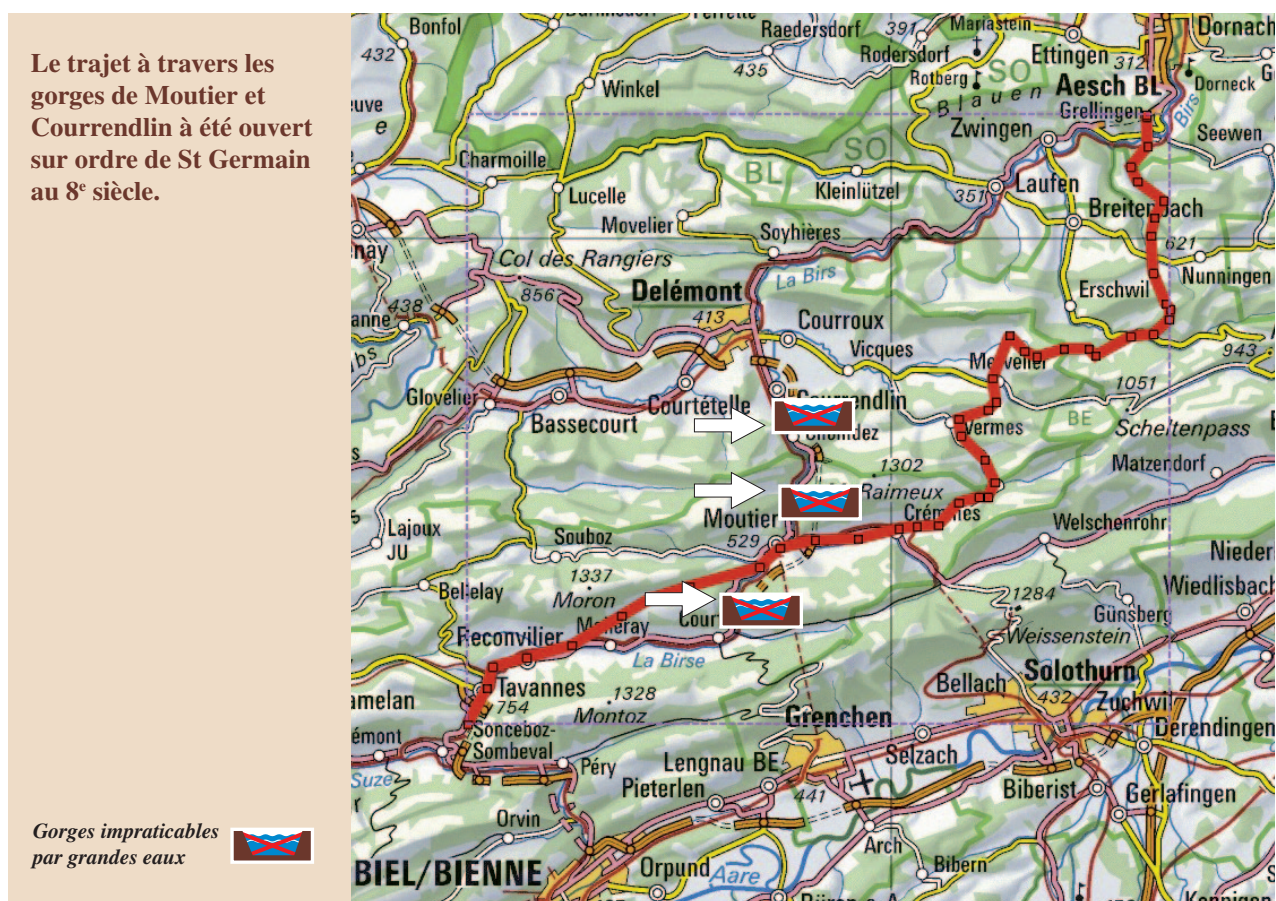 Le trajet à travers les
gorges de Moutier et
Courrendlin à été ouvert
sur ordre de St Germain
au 8e siècle.
Gorges impraticables
par grandes eaux
Bonfol
432
Raedersdorf
435
Winkel
391
Rodersdorf
Mariastein
Rotberg
Ettingen
312
Dornach
Dorneck
SO
Blauen
Aesch BL
Grellingen
Birs
Zwingen
Seewen
Charmoille
Lucelle
BL
SO
Kleinlützel
351
Laufen
Movelier
Soyhières
La Birs
621
Nunningen
Col des Rangiers
856
438
Delémont
413
Courroux
Vicques
Erschwil
943
Glovelier
Bassecourt
Courtételle
1051
BE
Scheltenpass
1302
Raimeux
Matzendorf
Moutier
529
Welschenrohr
Lajoux
JU
Souboz
1337
Moron
Bellelay
Reconvilier
La Birse
1284
Weissenstein
Günsberg
Wiedlisbach
Tavannes
754
1328
Montoz
Bellach
Solothurn
432
Zuchwil
Derendingen
Grenchen
Sonceboz-
Sombeval
Suze
Péry
Lengnau BE
Pieterlen
441
Selzach
Biberist
Gerlafingen
Orvin
Arch
Bibern
BIEL/BIENNE
Orpund
Aare